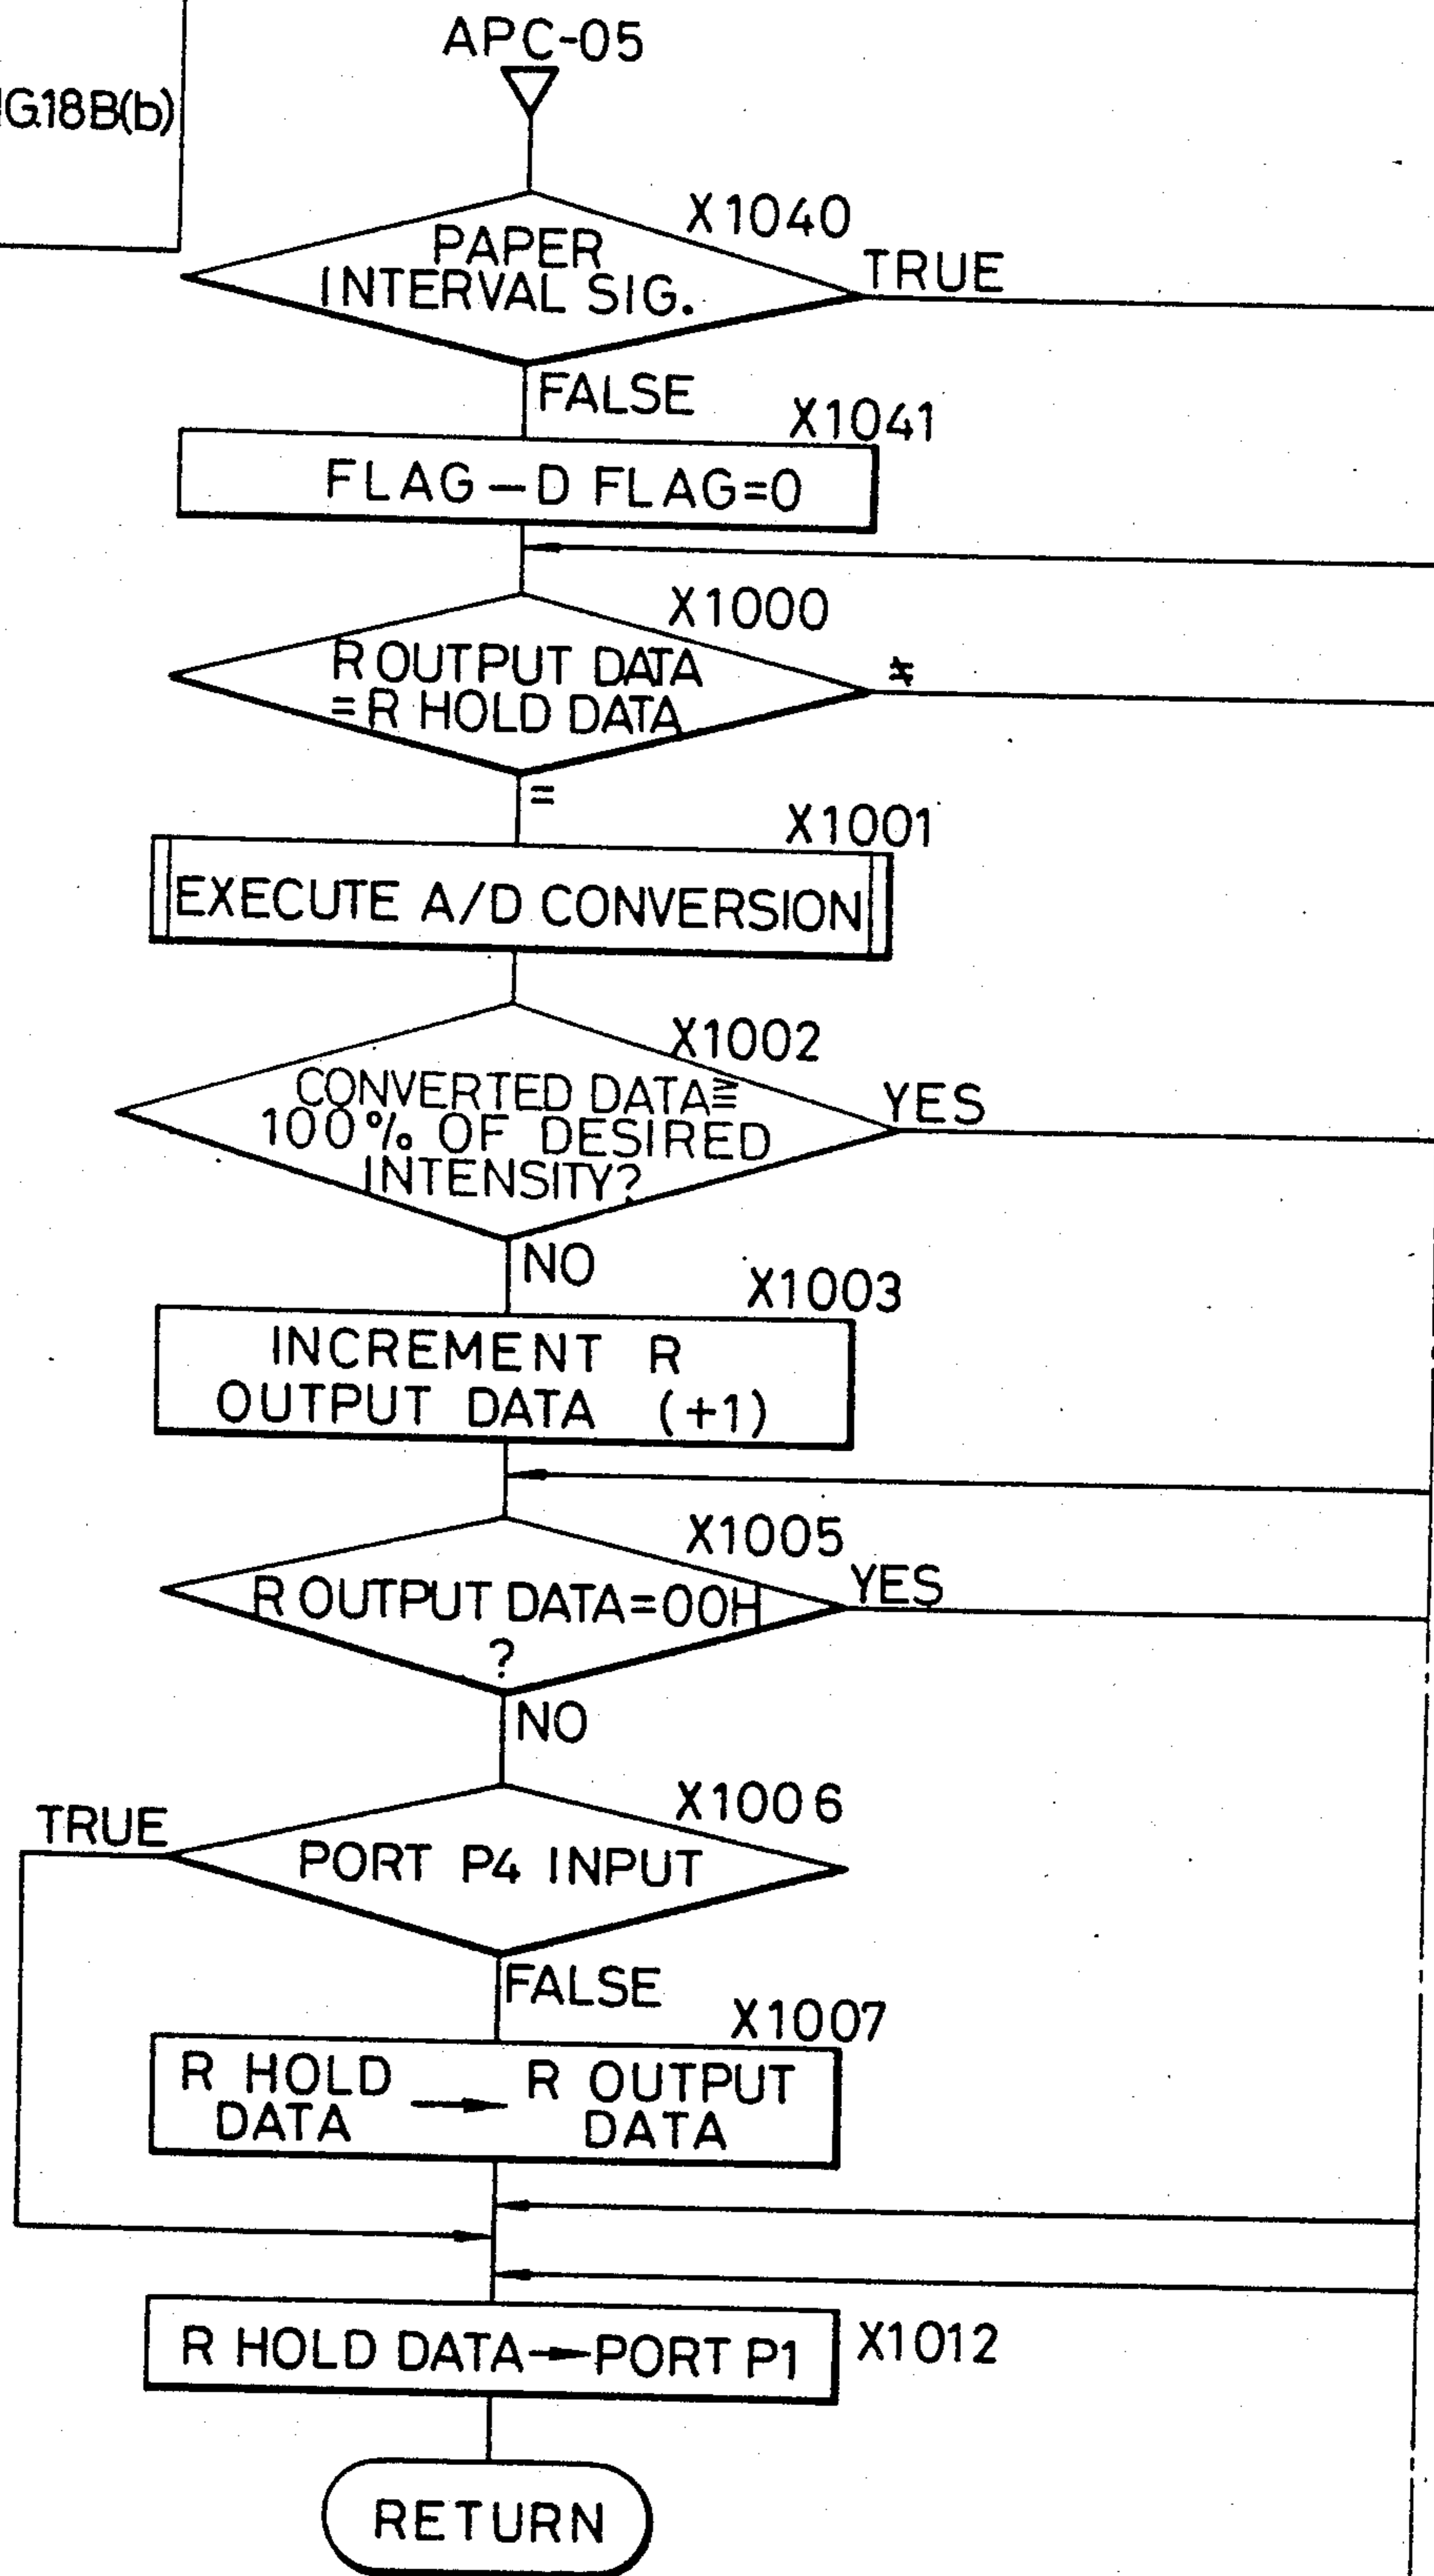 APC-05
IG.18B(b)
X1040
PAPER
INTERVAL SIG.
TRUE
FALSE
X1041
FLAG-D FLAG=0
X1000
R OUTPUT DATA
=R HOLD DATA
≠
=
X1001
EXECUTE A/D CONVERSION
X1002
CONVERTED DATA≧
100% OF DESIRED
INTENSITY?
YES
NO
X1003
INCREMENT R
OUTPUT DATA (+1)
X1005
R OUTPUT DATA=00H
?
YES
NO
X1006
TRUE
PORT P4 INPUT
FALSE
X1007
R HOLD DATA → R OUTPUT DATA
R HOLD DATA→PORT P1
X1012
RETURN